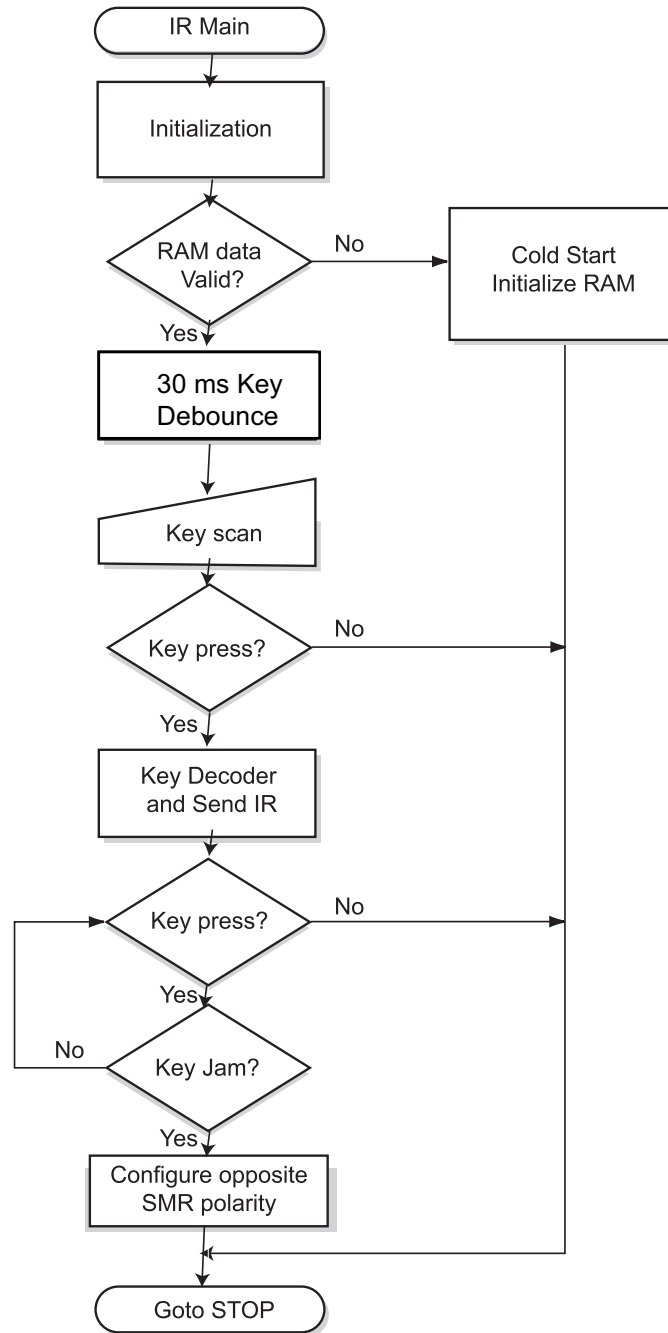 IR Main
Initialization
RAM data
Valid?
No
Cold Start
Initialize RAM
Yes
30 ms Key
Debounce
Key scan
Key press?
No
Yes
Key Decoder
and Send IR
Key press?
No
Yes
Key Jam?
No
Yes
Configure opposite
SMR polarity
Goto STOP